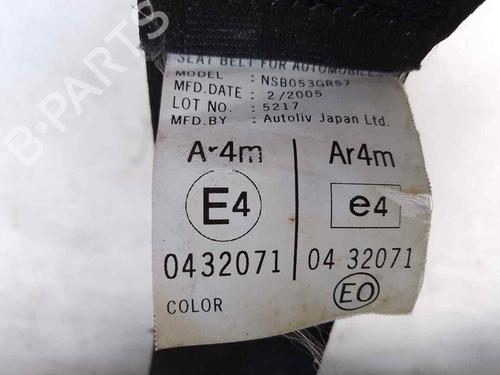 SEAT BELT FOR AUTOMOBILES
MODEL : NSB053GR57
MFD.DATE : 2/2005
LOT NO. : 5217
MFD.BY : Autoliv Japan Ltd.
Ar4m
E4
0432071
Ar4m
e4
04 32071
EO
COLOR
B-PARTS